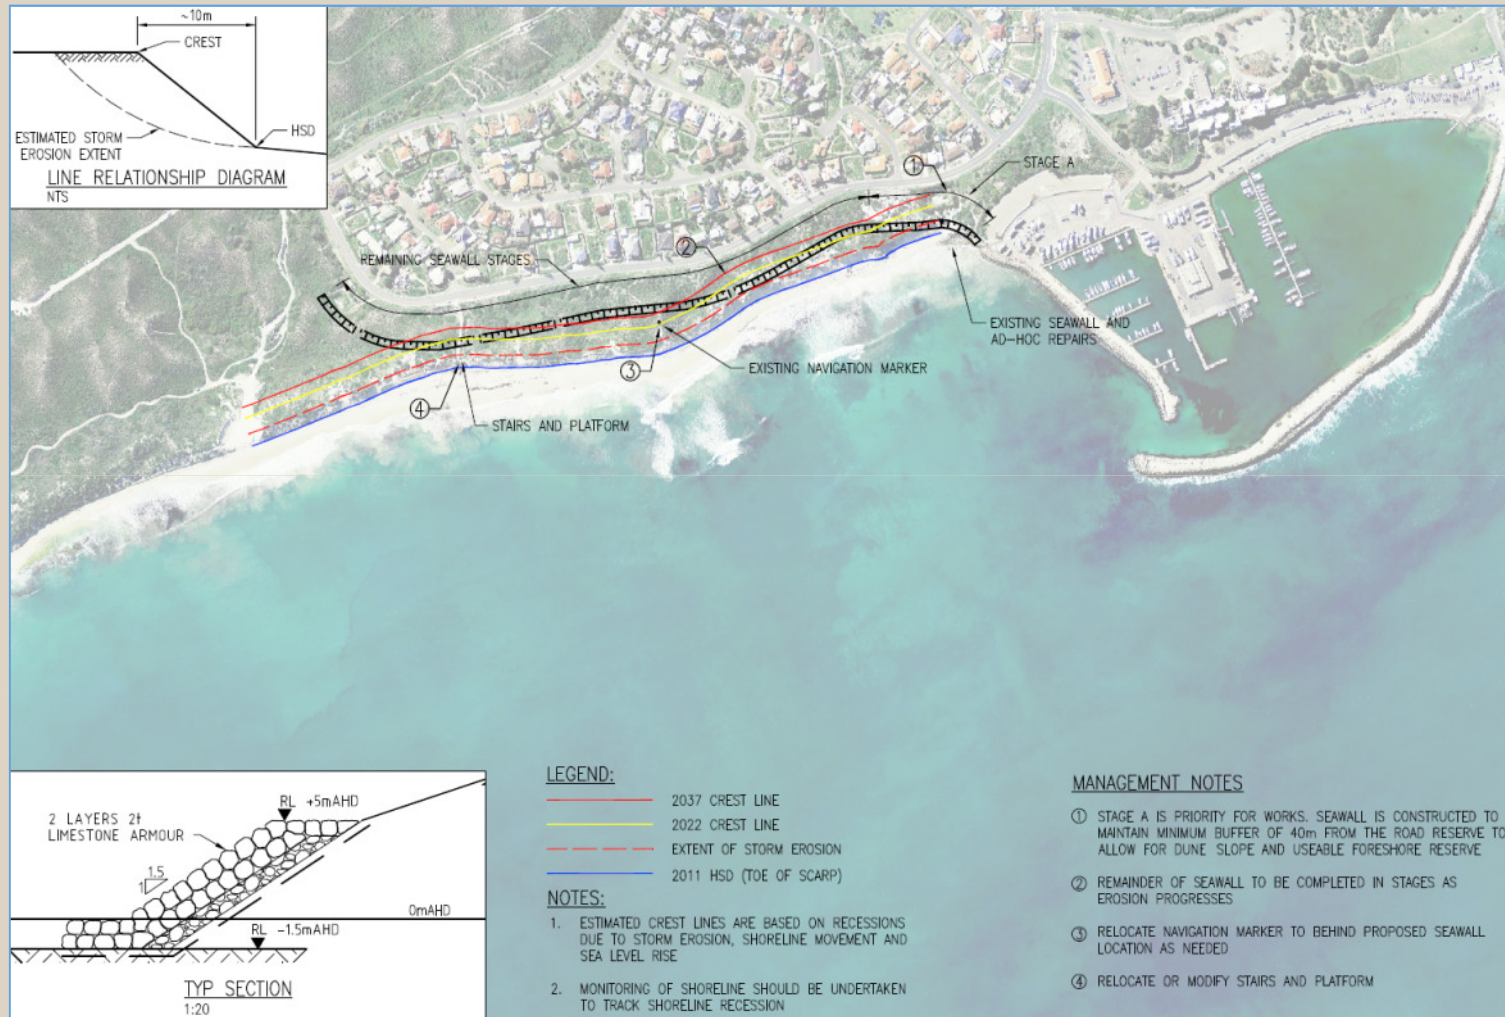 ~10m
CREST
HSD
ESTIMATED STORM
EROSION EXTENT
LINE RELATIONSHIP DIAGRAM
NTS
1
STAGE A
2
REMAINING SEAWALL STAGES
EXISTING SEAWALL AND
AD-HOC REPAIRS
3
EXISTING NAVIGATION MARKER
4
STAIRS AND PLATFORM
RL +5mAHD
2 LAYERS 2t
LIMESTONE ARMOUR
1.5
1
0mAHD
RL -1.5mAHD
TYP SECTION
1:20
LEGEND:
2037 CREST LINE
2022 CREST LINE
EXTENT OF STORM EROSION
2011 HSD (TOE OF SCARP)
NOTES:
1. ESTIMATED CREST LINES ARE BASED ON RECESSIONS
DUE TO STORM EROSION, SHORELINE MOVEMENT AND
SEA LEVEL RISE
2. MONITORING OF SHORELINE SHOULD BE UNDERTAKEN
TO TRACK SHORELINE RECESSION
MANAGEMENT NOTES
1 STAGE A IS PRIORITY FOR WORKS. SEAWALL IS CONSTRUCTED TO
MAINTAIN MINIMUM BUFFER OF 40m FROM THE ROAD RESERVE TO
ALLOW FOR DUNE SLOPE AND USEABLE FORESHORE RESERVE
2 REMAINDER OF SEAWALL TO BE COMPLETED IN STAGES AS
EROSION PROGRESSES
3 RELOCATE NAVIGATION MARKER TO BEHIND PROPOSED SEAWALL
LOCATION AS NEEDED
4 RELOCATE OR MODIFY STAIRS AND PLATFORM